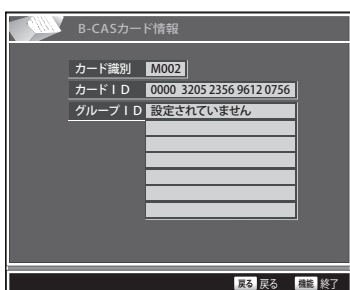 B-CASカード情報
カード識別 M002
カードID 0000 3205 2356 9612 0756
グループID 設定されていません
戻る 戻る 機能 終了